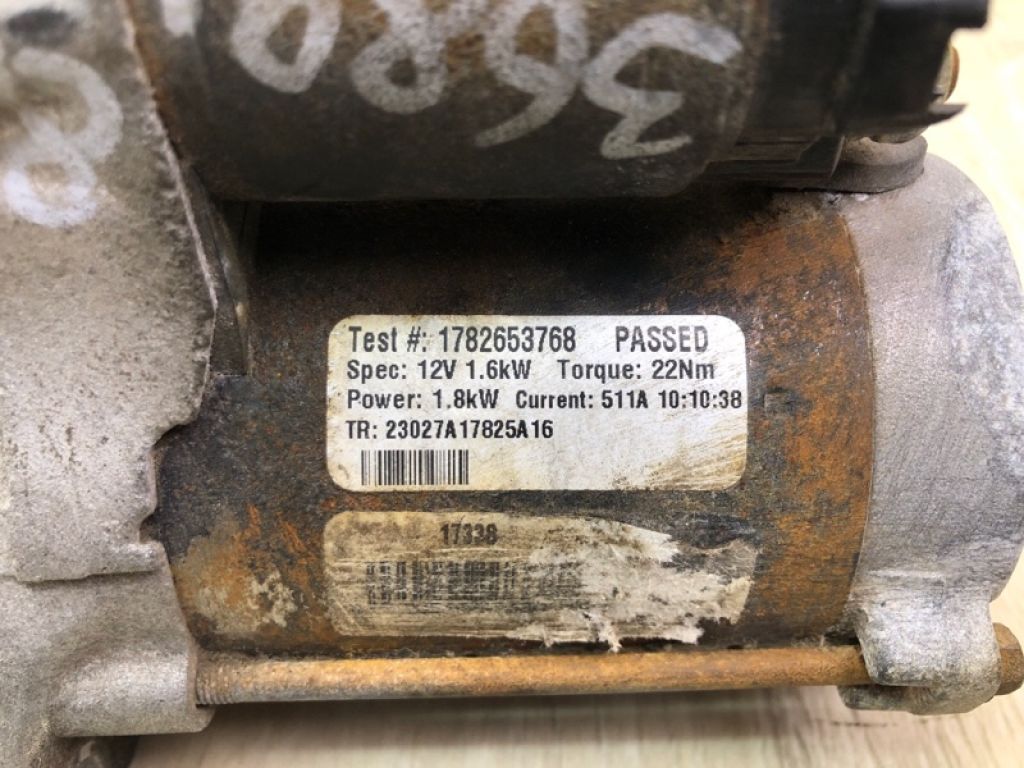 Test #: 1782653768 PASSED
Spec: 12V 1.6kW Torque: 22Nm
Power: 1.8kW Current: 511A 10:10:38
TR: 23027A17825A16
17338